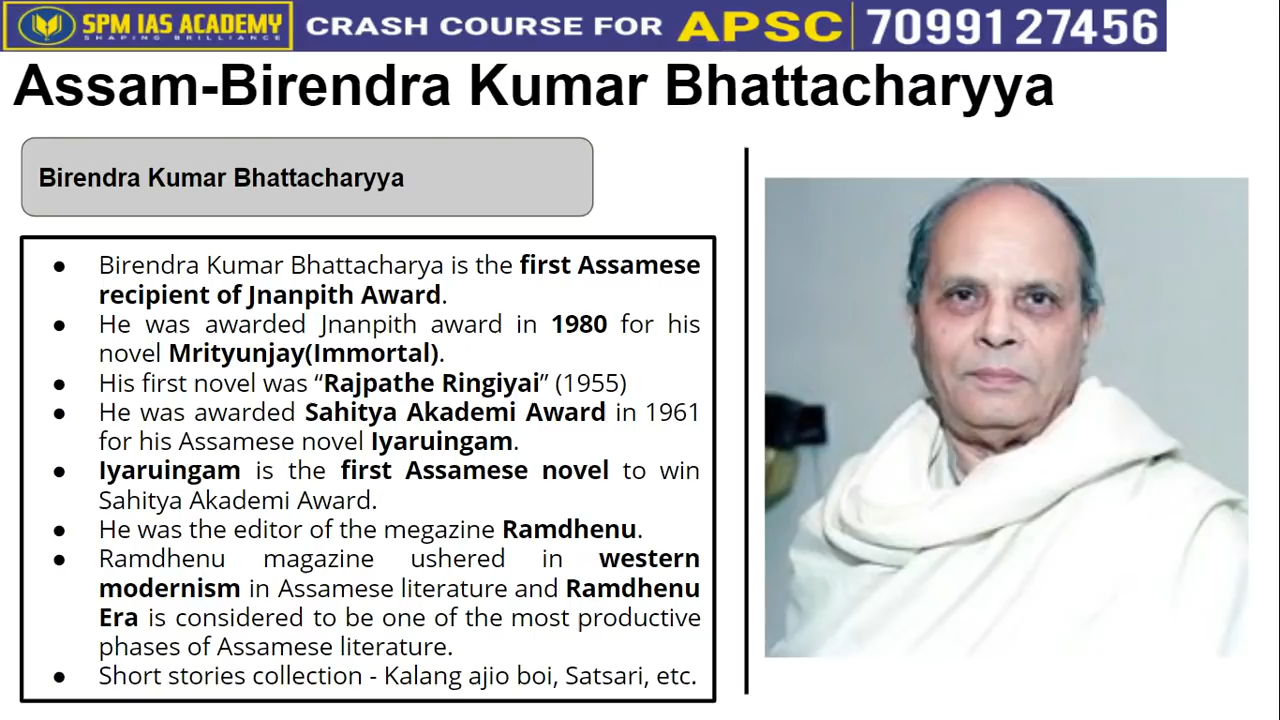 SPM IAS ACADEMY
SHAPING BRILLIANCE
CRASH COURSE FOR APSC 70991 27456
Assam-Birendra Kumar Bhattacharyya
Birendra Kumar Bhattacharyya
● Birendra Kumar Bhattacharya is the first Assamese
recipient of Jnanpith Award.
● He was awarded Jnanpith award in 1980 for his
novel Mrityunjay(Immortal).
● His first novel was “Rajpathe Ringiyai” (1955)
● He was awarded Sahitya Akademi Award in 1961
for his Assamese novel Iyaruingam.
● Iyaruingam is the first Assamese novel to win
Sahitya Akademi Award.
● He was the editor of the megazine Ramdhenu.
● Ramdhenu magazine ushered in western
modernism in Assamese literature and Ramdhenu
Era is considered to be one of the most productive
phases of Assamese literature.
● Short stories collection - Kalang ajio boi, Satsari, etc.